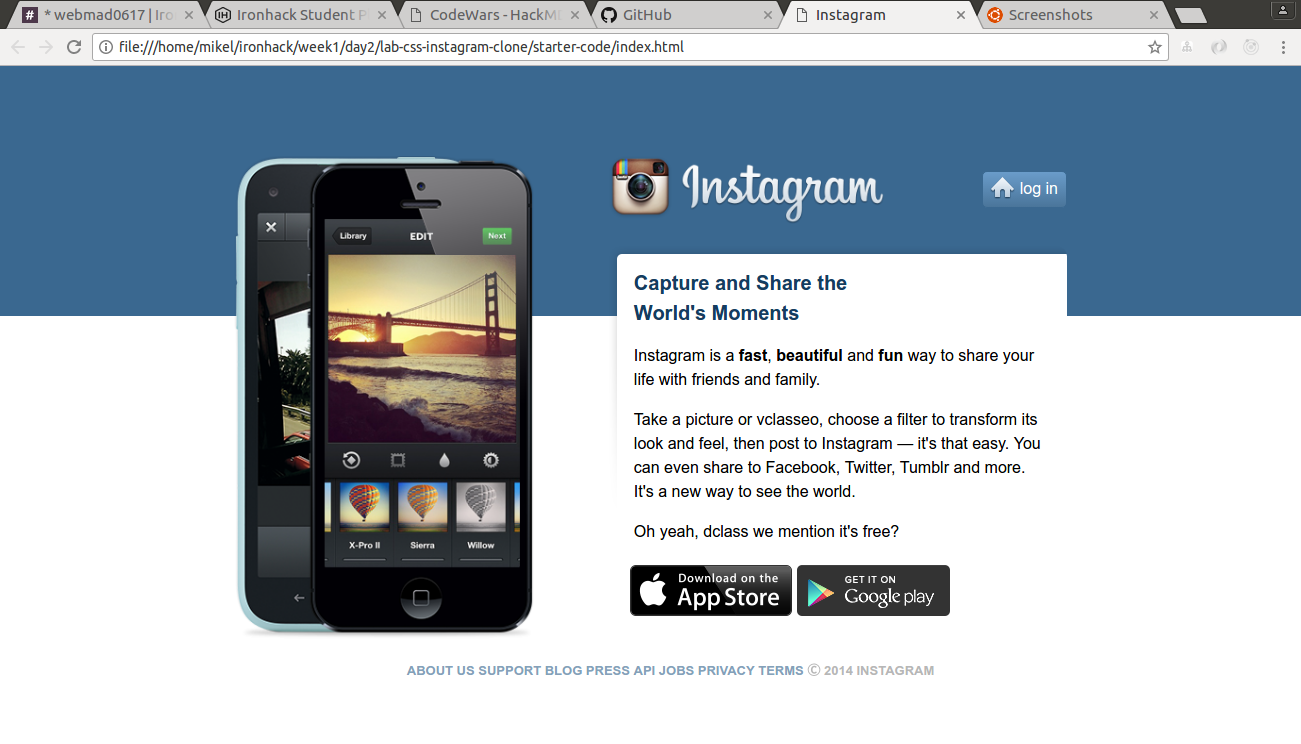 * webmad0617 | Iro
Ironhack Student P
CodeWars - HackM
GitHub
Instagram
Screenshots
file:///home/mikel/ironhack/week1/day2/lab-css-instagram-clone/starter-code/index.html
Instagram
log in
Library
EDIT
Next
Capture and Share the
World's Moments
Instagram is a fast, beautiful and fun way to share your
life with friends and family.
Take a picture or vclasseo, choose a filter to transform its
look and feel, then post to Instagram — it's that easy. You
can even share to Facebook, Twitter, Tumblr and more.
It's a new way to see the world.
Oh yeah, dclass we mention it's free?
X-Pro II
Sierra
Willow
Download on the
App Store
GET IT ON
Google play
ABOUT US SUPPORT BLOG PRESS API JOBS PRIVACY TERMS © 2014 INSTAGRAM